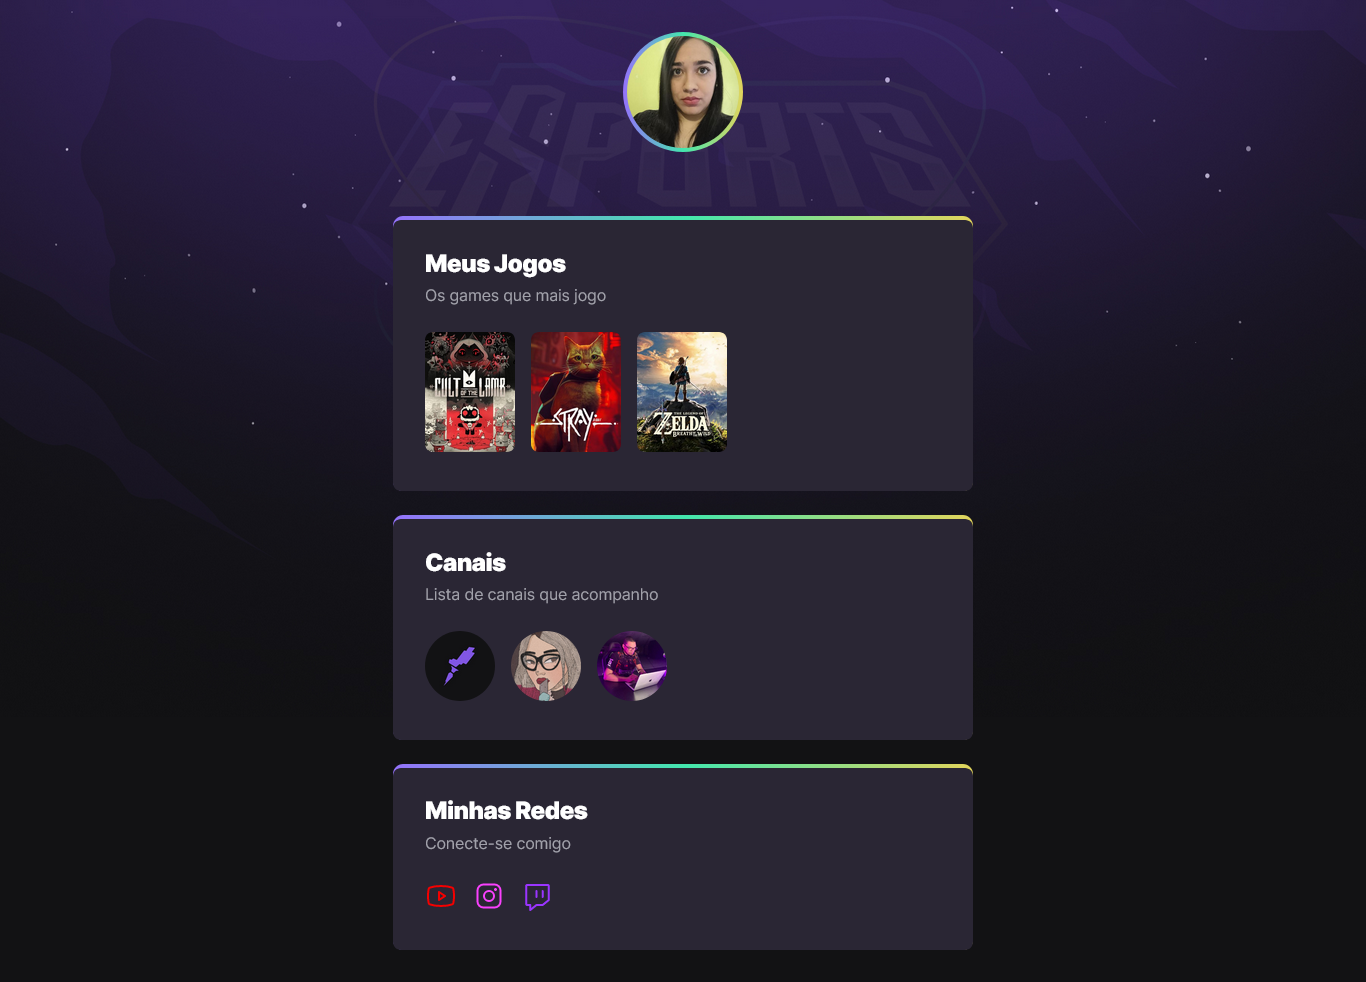 ESPORTS
Meus Jogos
Os games que mais jogo
CULT OF THE LAMB
STRAY
THE LEGEND OF
ZELDA
BREATH OF THE WILD
Canais
Lista de canais que acompanho
Minhas Redes
Conecte-se comigo